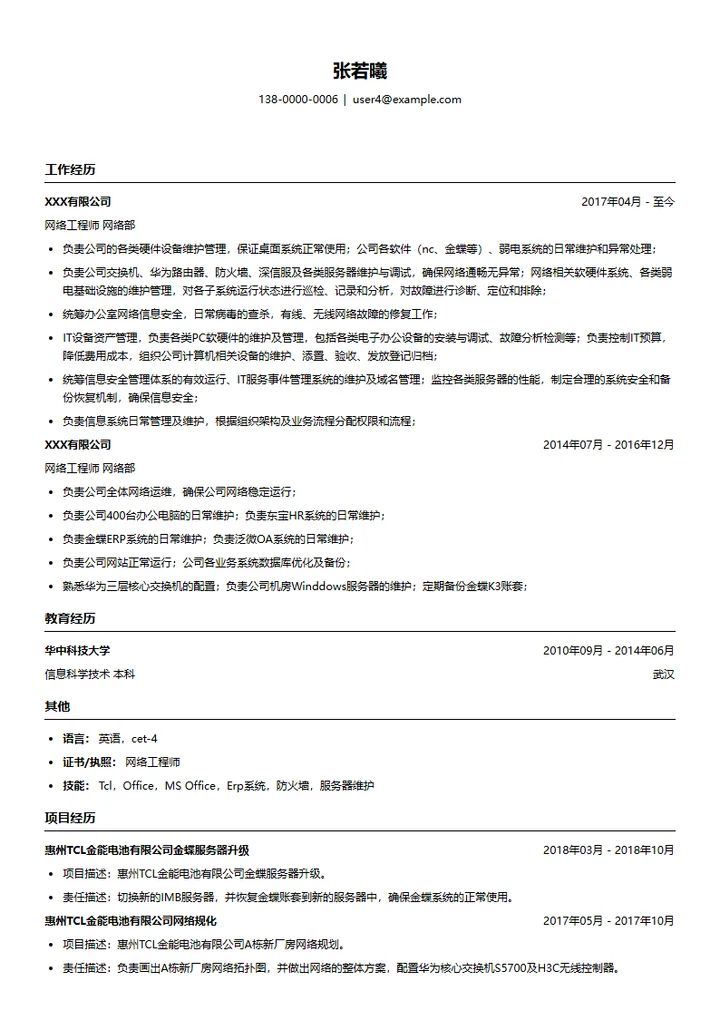 张若曦
138-0000-0006 | user4@example.com
工作经历
XXX有限公司 2017年04月 - 至今
网络工程师 网络部
• 负责公司的各类硬件设备维护管理，保证桌面系统正常使用；公司各软件（nc、金蝶等）、弱电系统的日常维护和异常处理；
• 负责公司交换机、华为路由器、防火墙、深信服及各类服务器维护与调试，确保网络通畅无异常；网络相关软硬件系统、各类弱
电基础设施的维护管理，对各子系统运行状态进行巡检、记录和分析，对故障进行诊断、定位和排除；
• 统筹办公室网络信息安全，日常病毒的查杀，有线、无线网络故障的修复工作；
• IT设备资产管理，负责各类PC软硬件的维护及管理，包括各类电子办公设备的安装与调试、故障分析检测等；负责控制IT预算，
降低费用成本，组织公司计算机相关设备的维护、添置、验收、发放登记归档；
• 统筹信息安全管理体系的有效运行、IT服务事件管理系统的维护及域名管理；监控各类服务器的性能，制定合理的系统安全和备
份恢复机制，确保信息安全；
• 负责信息系统日常管理及维护，根据组织架构及业务流程分配权限和流程；
XXX有限公司 2014年07月 - 2016年12月
网络工程师 网络部
• 负责公司全体网络运维，确保公司网络稳定运行；
• 负责公司400台办公电脑的日常维护；负责东宝HR系统的日常维护；
• 负责金蝶ERP系统的日常维护；负责泛微OA系统的日常维护；
• 负责公司网站正常运行；公司各业务系统数据库优化及备份；
• 熟悉华为三层核心交换机的配置；负责公司机房Winddows服务器的维护；定期备份金蝶K3账套；
教育经历
华中科技大学 2010年09月 - 2014年06月
信息科学技术 本科 武汉
其他
• 语言： 英语，cet-4
• 证书/执照： 网络工程师
• 技能： Tcl，Office，MS Office，Erp系统，防火墙，服务器维护
项目经历
惠州TCL金能电池有限公司金蝶服务器升级 2018年03月 - 2018年10月
• 项目描述：惠州TCL金能电池有限公司金蝶服务器升级。
• 责任描述：切换新的IMB服务器，并恢复金蝶账套到新的服务器中，确保金蝶系统的正常使用。
惠州TCL金能电池有限公司网络规化 2017年05月 - 2017年10月
• 项目描述：惠州TCL金能电池有限公司A栋新厂房网络规划。
• 责任描述：负责画出A栋新厂房网络拓扑图，并做出网络的整体方案，配置华为核心交换机S5700及H3C无线控制器。